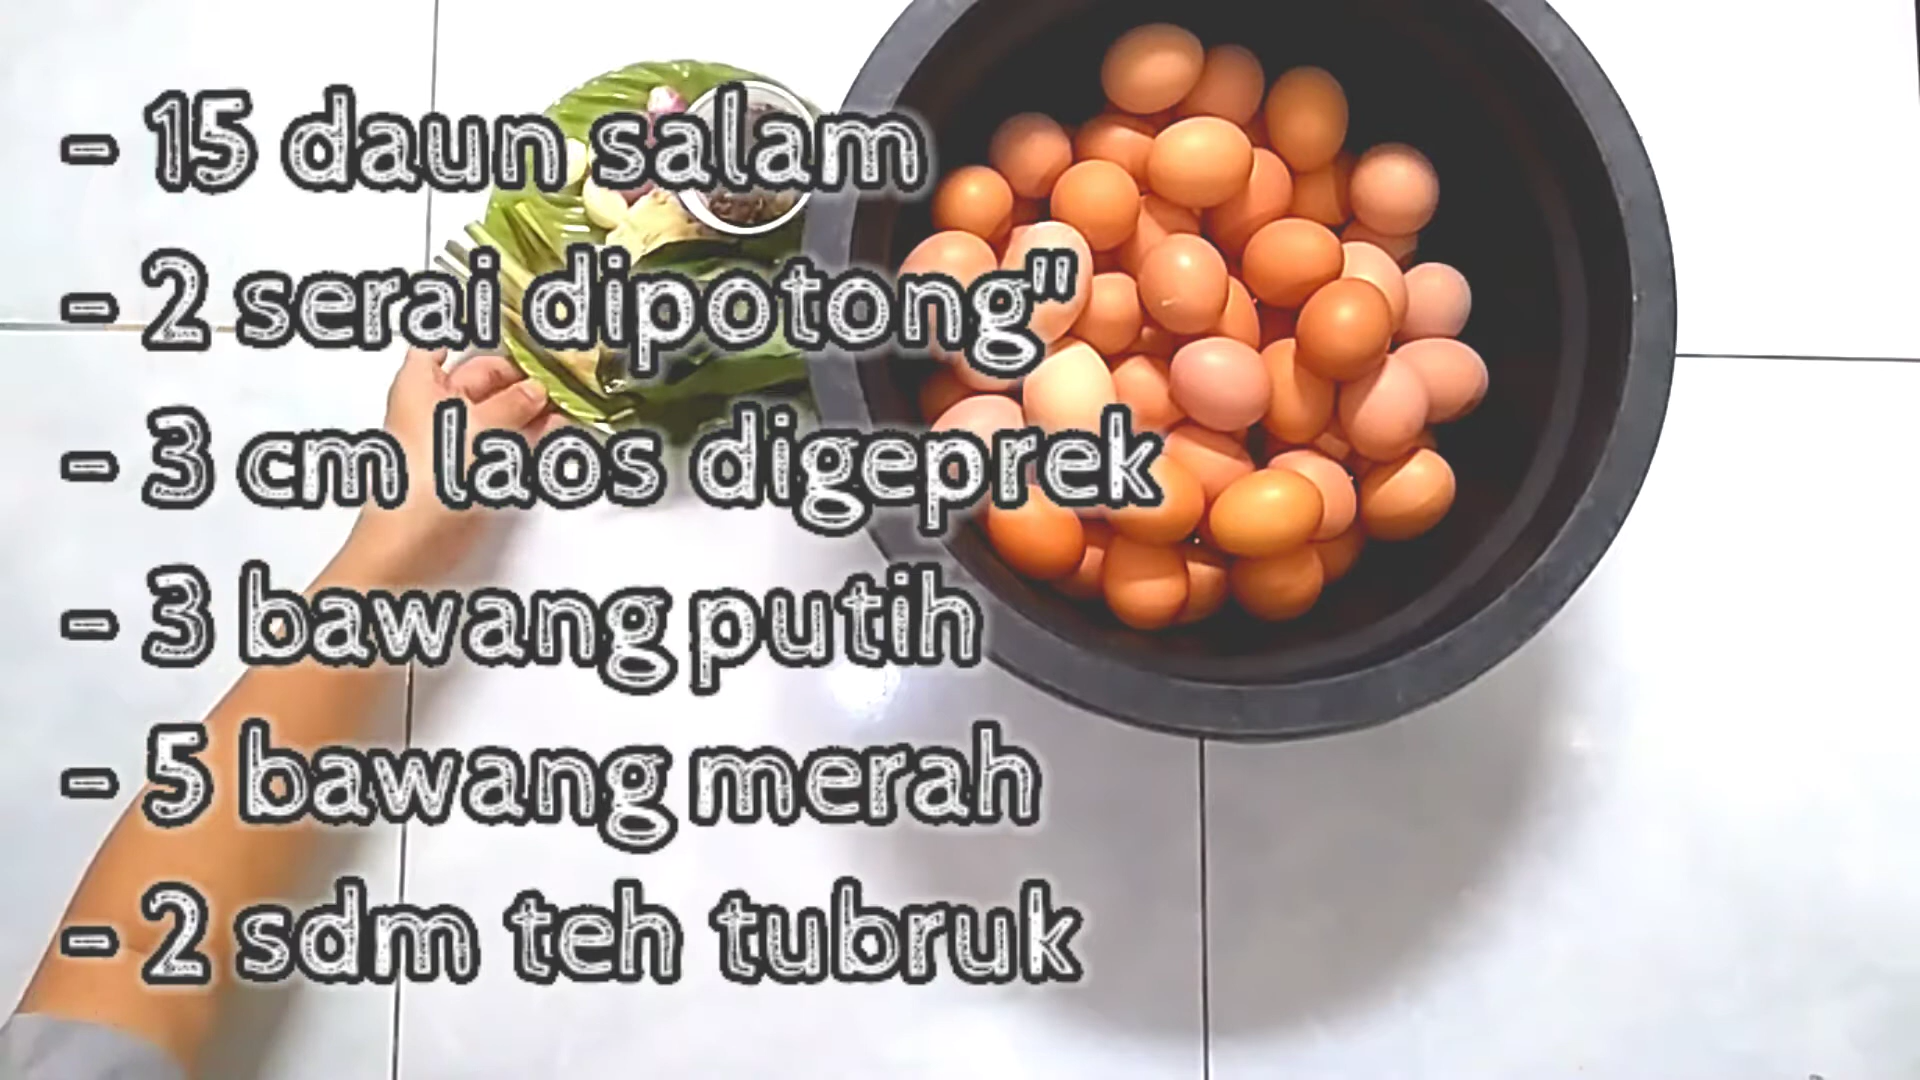 - 15 daun salam
- 2 serai dipotong"
- 3 cm laos digeprek
- 3 bawang putih
- 5 bawang merah
- 2 sdm teh tubruk